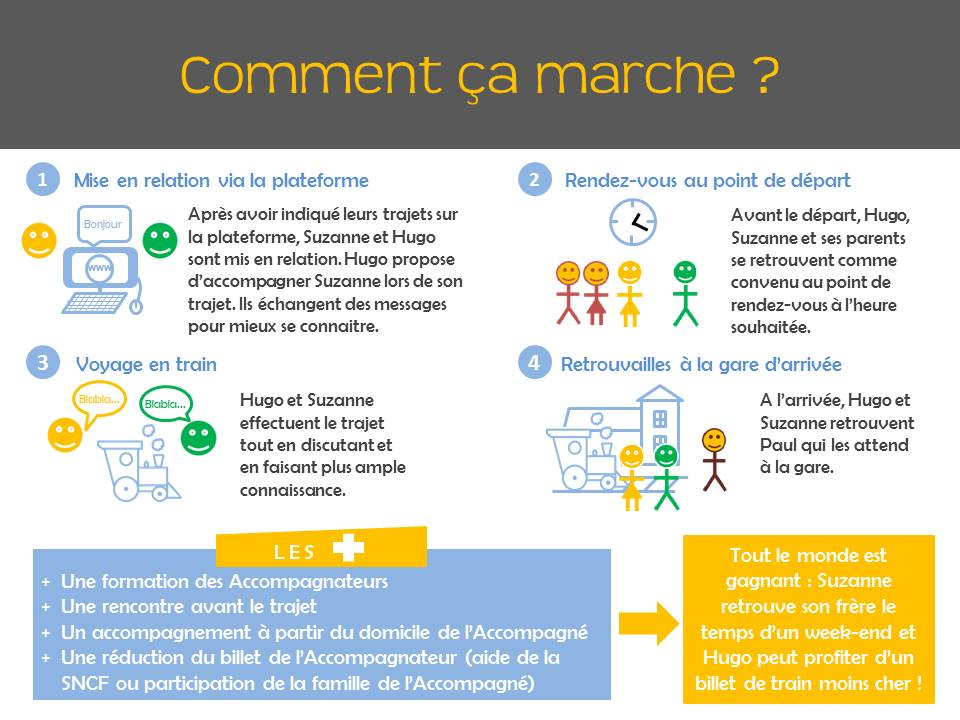 Comment ça marche ?
1 Mise en relation via la plateforme
Bonjour
www
Après avoir indiqué leurs trajets sur
la plateforme, Suzanne et Hugo
sont mis en relation. Hugo propose
d'accompagner Suzanne lors de son
trajet. Ils échangent des messages
pour mieux se connaitre.
2 Rendez-vous au point de départ
Avant le départ, Hugo,
Suzanne et ses parents
se retrouvent comme
convenu au point de
rendez-vous à l'heure
souhaitée.
3 Voyage en train
Blabla...
Blabla...
Hugo et Suzanne
effectuent le trajet
tout en discutant et
en faisant plus ample
connaissance.
4 Retrouvailles à la gare d'arrivée
A l'arrivée, Hugo et
Suzanne retrouvent
Paul qui les attend
à la gare.
LES
+ Une formation des Accompagnateurs
+ Une rencontre avant le trajet
+ Un accompagnement à partir du domicile de l'Accompagné
+ Une réduction du billet de l'Accompagnateur (aide de la
SNCF ou participation de la famille de l'Accompagné)
Tout le monde est
gagnant : Suzanne
retrouve son frère le
temps d'un week-end et
Hugo peut profiter d'un
billet de train moins cher !